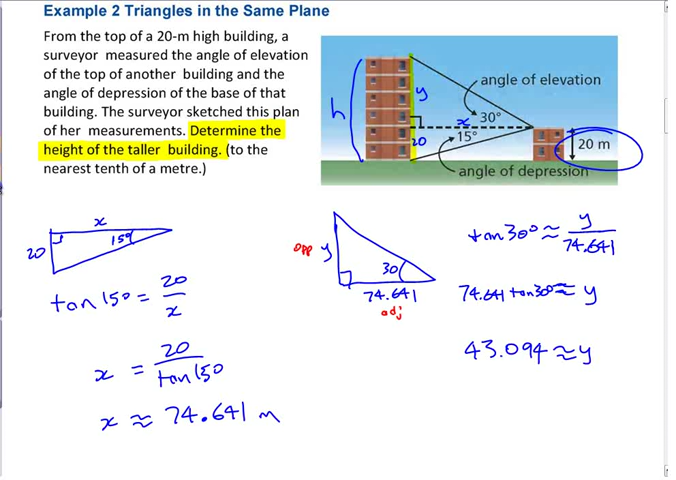 Example 2 Triangles in the Same Plane
From the top of a 20-m high building, a
surveyor measured the angle of elevation
of the top of another building and the
angle of depression of the base of that
building. The surveyor sketched this plan
of her measurements. Determine the
height of the taller building. (to the
nearest tenth of a metre.)
h
y
x
20
angle of elevation
30°
15°
20 m
angle of depression
x
20
15°
tan 15° = 20/x
x = 20/tan 15°
x ≈ 74.641 m
opp y
30
74.641
adj
tan 30° ≈ y/74.641
74.641 tan 30° ≈ y
43.094 ≈ y